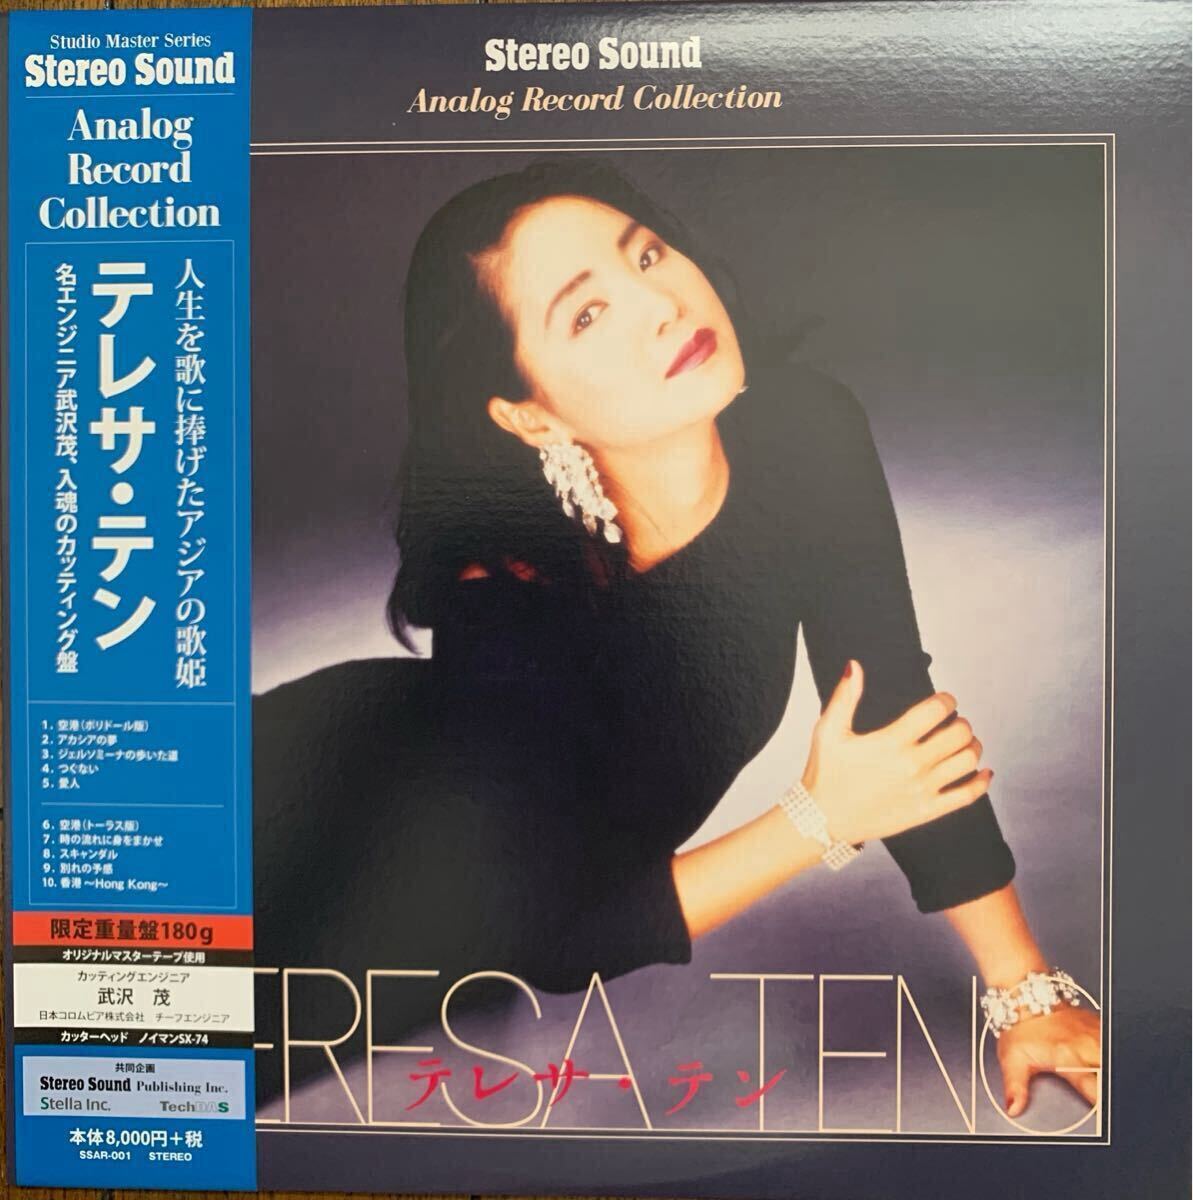 Studio Master Series
Stereo Sound
Analog
Record
Collection
人生を歌に捧げたアジアの歌姫
テレサ・テン
名エンジニア武沢茂、入魂のカッティング盤
1. 空港（ポリドール版）
2. アカシアの夢
3. ジェルソミーナの歩いた道
4. つぐない
5. 愛人
6. 空港（トーラス版）
7. 時の流れに身をまかせ
8. スキャンダル
9. 別れの予感
10. 香港 〜Hong Kong〜
限定重量盤180g
オリジナルマスターテープ使用
カッティングエンジニア
武沢 茂
日本コロムビア株式会社 チーフエンジニア
カッターヘッド ノイマンSX-74
共同企画
Stereo Sound Publishing Inc.
Stella Inc. TechDAS
本体8,000円+税
SSAR-001 STEREO
Stereo Sound
Analog Record Collection
ERESA TENG
テレサ・テン